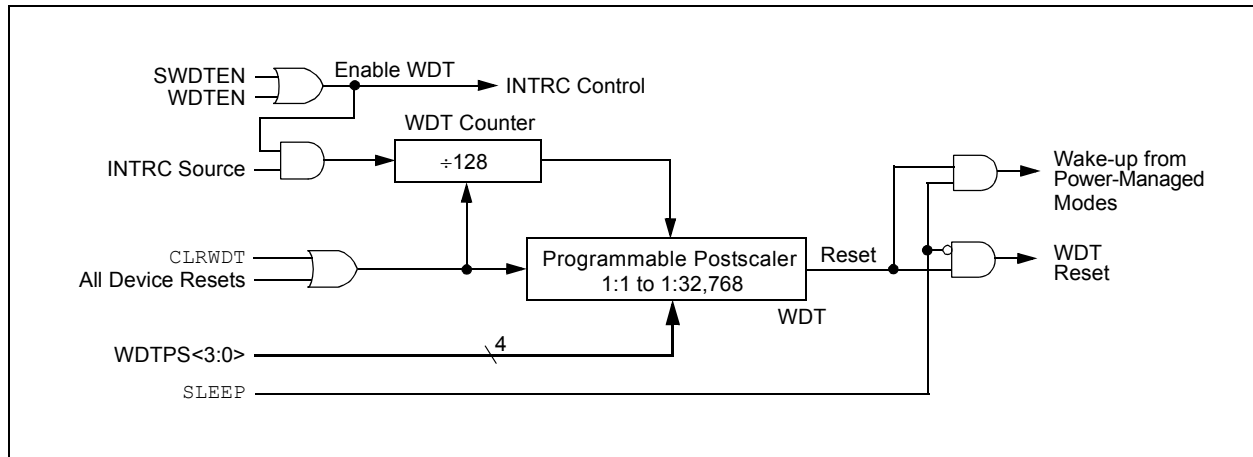 SWDTEN
WDTEN
Enable WDT
INTRC Control
WDT Counter
÷128
INTRC Source
Wake-up from
Power-Managed
Modes
CLRWDT
All Device Resets
Programmable Postscaler
1:1 to 1:32,768
Reset
WDT
Reset
WDT
WDTPS<3:0>
4
SLEEP